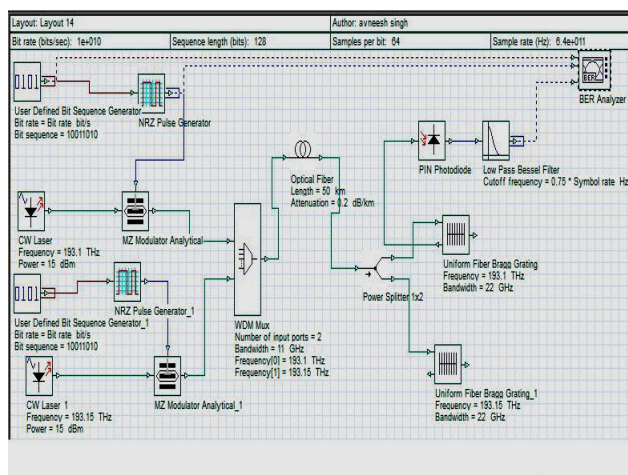 Layout: Layout 14
Author: avneesh singh
Bit rate (bits/sec): 1e+010
Sequence length (bits): 128
Samples per bit: 64
Sample rate (Hz): 6.4e+011
0101
BER
BER Analyzer
User Defined Bit Sequence Generator
Bit rate = Bit rate bit/s
Bit sequence = 10011010
NRZ Pulse Generator
PIN Photodiode
Low Pass Bessel Filter
Cutoff frequency = 0.75 * Symbol rate Hz
Optical Fiber
Length = 50 km
Attenuation = 0.2 dB/km
CW Laser
Frequency = 193.1 THz
Power = 15 dBm
MZ Modulator Analytical
Uniform Fiber Bragg Grating
Frequency = 193.1 THz
Bandwidth = 22 GHz
0101
User Defined Bit Sequence Generator_1
Bit rate = Bit rate bit/s
Bit sequence = 10011010
NRZ Pulse Generator_1
Power Splitter 1x2
WDM Mux
Number of input ports = 2
Bandwidth = 11 GHz
Frequency[0] = 193.1 THz
Frequency[1] = 193.15 THz
CW Laser 1
Frequency = 193.15 THz
Power = 15 dBm
MZ Modulator Analytical_1
Uniform Fiber Bragg Grating_1
Frequency = 193.15 THz
Bandwidth = 22 GHz